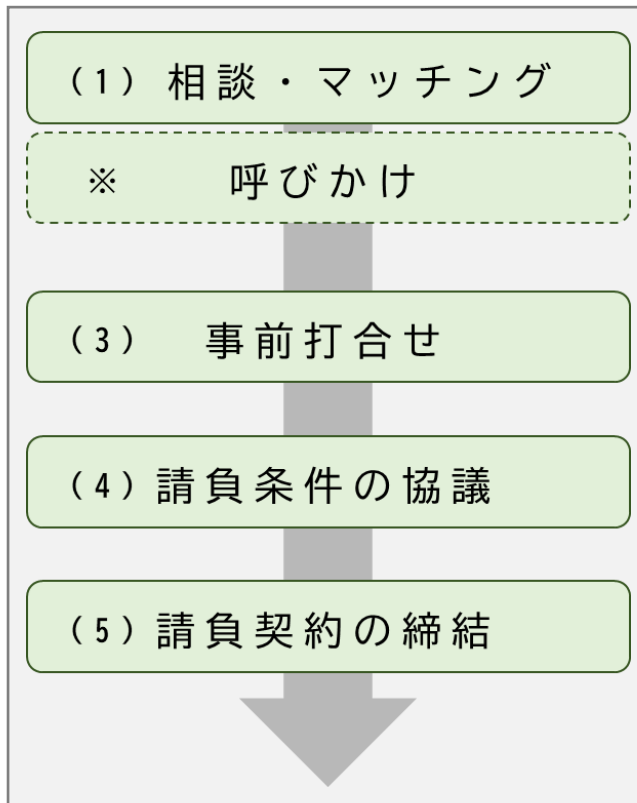 (1) 相談・マッチング
※ 呼びかけ
(3) 事前打合せ
(4) 請負条件の協議
(5) 請負契約の締結